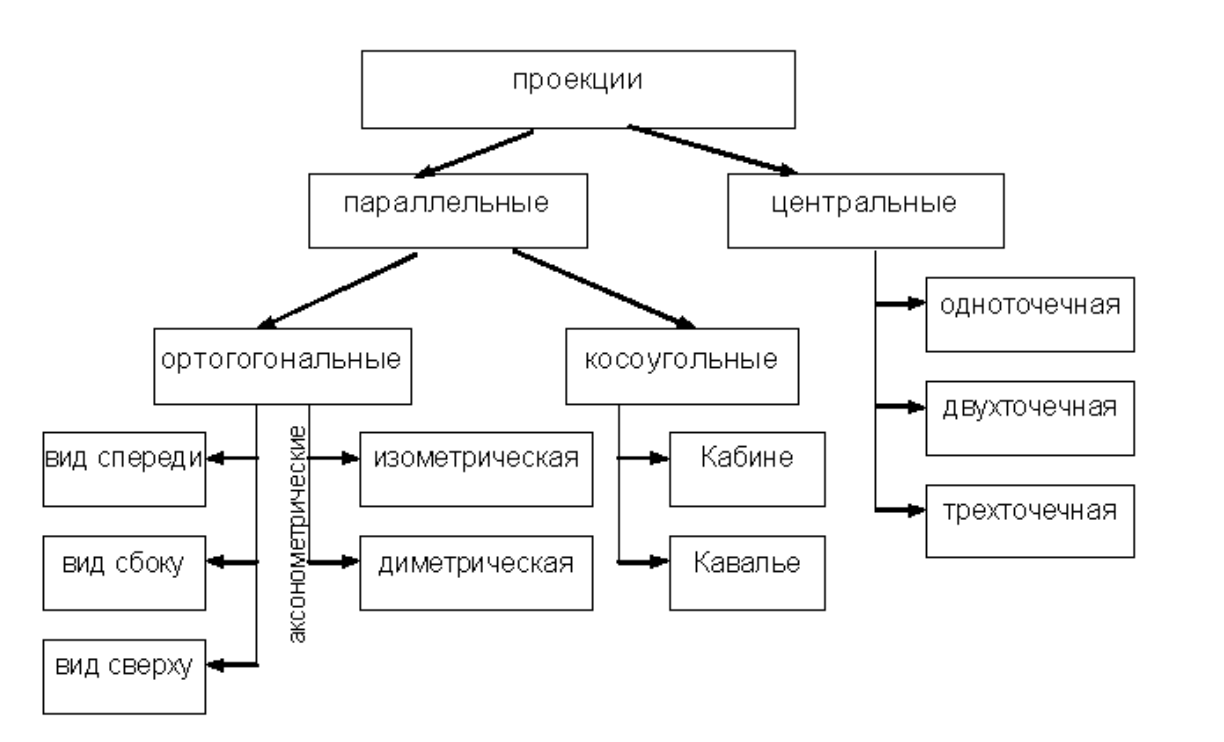 проекции
параллельные
центральные
одноточечная
двухточечная
трехточечная
ортогогональные
косоугольные
вид спереди
вид сбоку
вид сверху
аксонометрические
изометрическая
диметрическая
Кабине
Кавалье